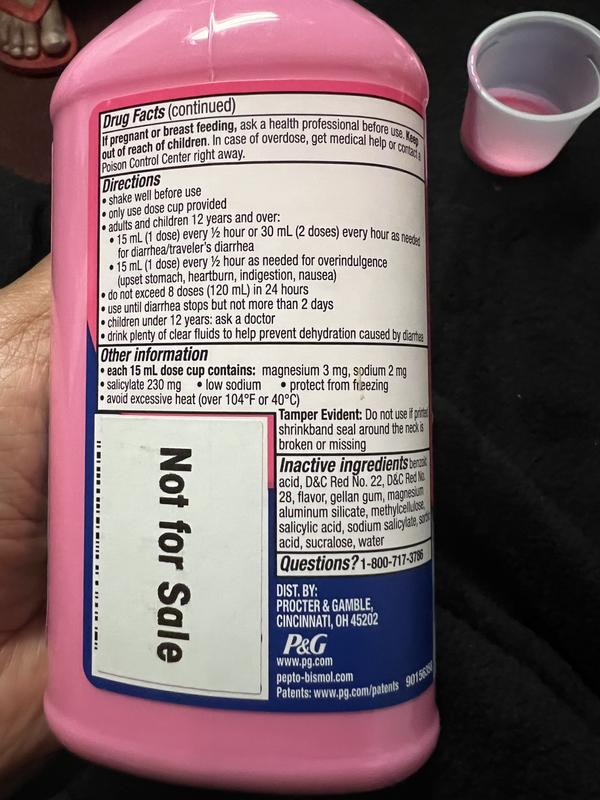 Drug Facts (continued)
If pregnant or breast feeding, ask a health professional before use. Keep
out of reach of children. In case of overdose, get medical help or contact a
Poison Control Center right away.
Directions
• shake well before use
• only use dose cup provided
• adults and children 12 years and over:
• 15 mL (1 dose) every ½ hour or 30 mL (2 doses) every hour as needed
for diarrhea/traveler's diarrhea
• 15 mL (1 dose) every ½ hour as needed for overindulgence
(upset stomach, heartburn, indigestion, nausea)
• do not exceed 8 doses (120 mL) in 24 hours
• use until diarrhea stops but not more than 2 days
• children under 12 years: ask a doctor
• drink plenty of clear fluids to help prevent dehydration caused by diarrhea
Other information
• each 15 mL dose cup contains: magnesium 3 mg, sodium 2 mg
• salicylate 230 mg • low sodium • protect from freezing
• avoid excessive heat (over 104°F or 40°C)
Tamper Evident: Do not use if printed
shrinkband seal around the neck is
broken or missing
Inactive ingredients benzoic
acid, D&C Red No. 22, D&C Red No.
28, flavor, gellan gum, magnesium
aluminum silicate, methylcellulose,
salicylic acid, sodium salicylate, sorbic
acid, sucralose, water
Questions? 1-800-717-3786
Not for Sale
DIST. BY:
PROCTER & GAMBLE,
CINCINNATI, OH 45202
P&G
www.pg.com
pepto-bismol.com
Patents: www.pg.com/patents